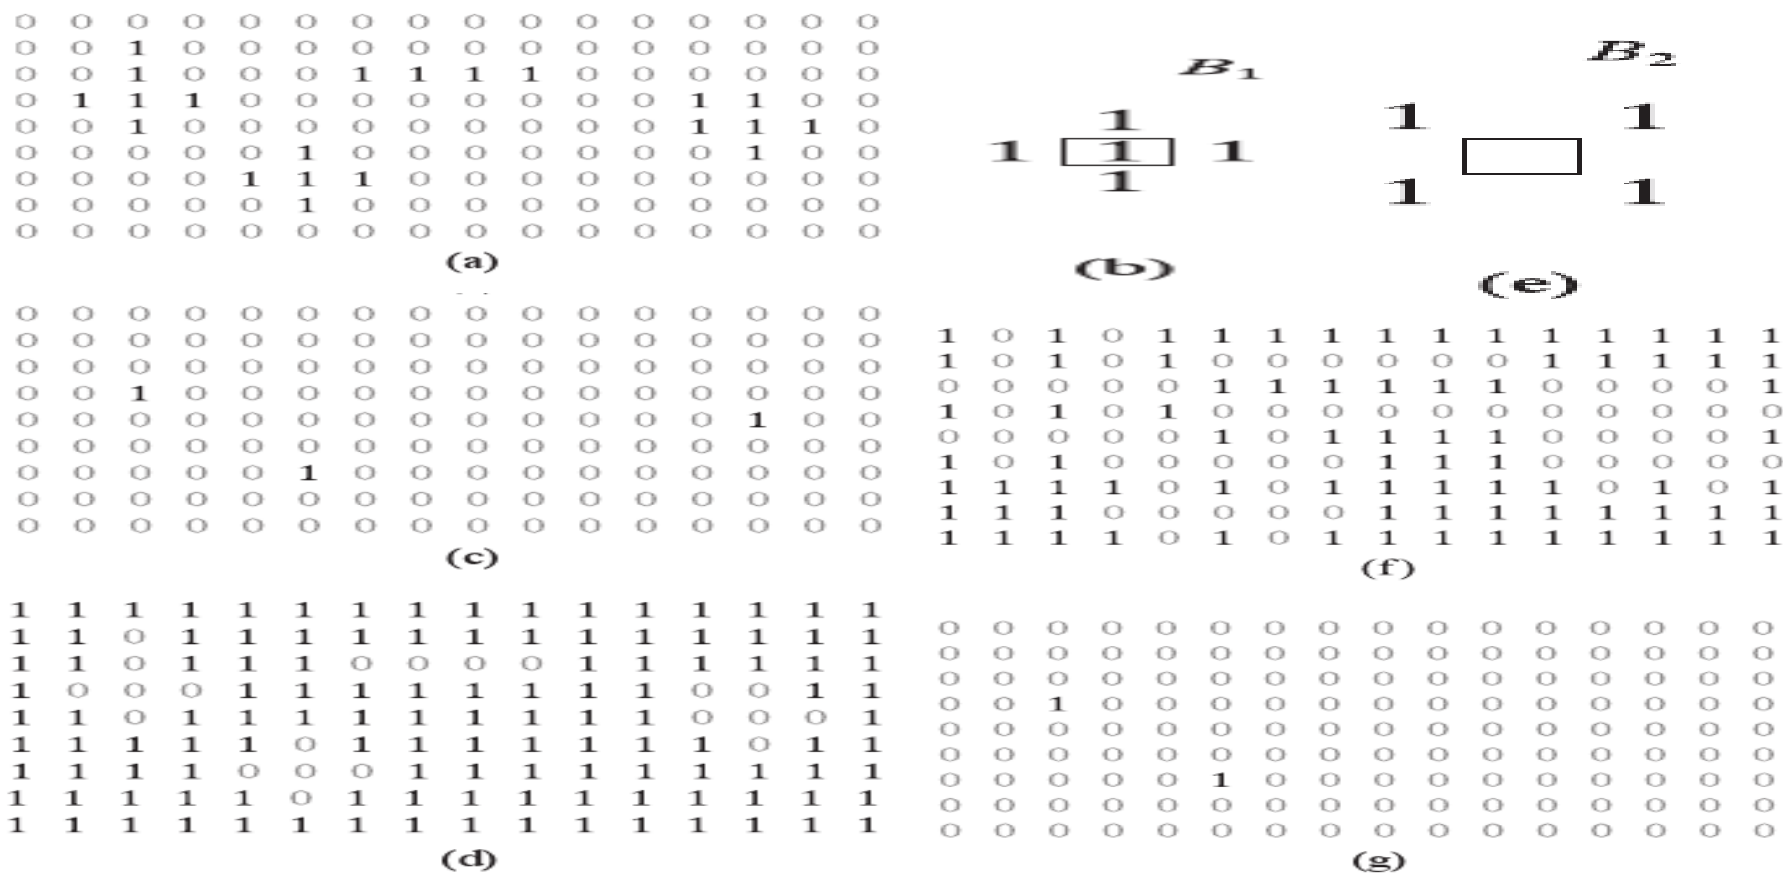 0 0 0 0 0 0 0 0 0 0 0 0 0 0 0 0
0 0 1 0 0 0 0 0 0 0 0 0 0 0 0 0
0 0 1 0 0 0 1 1 1 1 0 0 0 0 0 0
0 1 1 1 0 0 0 0 0 0 0 0 1 1 0 0
0 0 1 0 0 0 0 0 0 0 0 0 1 1 1 0
0 0 0 0 0 1 0 0 0 0 0 0 0 1 0 0
0 0 0 0 1 1 1 0 0 0 0 0 0 0 0 0
0 0 0 0 0 1 0 0 0 0 0 0 0 0 0 0
0 0 0 0 0 0 0 0 0 0 0 0 0 0 0 0
(a)
B1
1
1 1 1
1
(b)
B2
1 1
1 1
(e)
0 0 0 0 0 0 0 0 0 0 0 0 0 0 0 0
0 0 0 0 0 0 0 0 0 0 0 0 0 0 0 0
0 0 0 0 0 0 0 0 0 0 0 0 0 0 0 0
0 0 1 0 0 0 0 0 0 0 0 0 0 0 0 0
0 0 0 0 0 0 0 0 0 0 0 0 0 1 0 0
0 0 0 0 0 0 0 0 0 0 0 0 0 0 0 0
0 0 0 0 0 1 0 0 0 0 0 0 0 0 0 0
0 0 0 0 0 0 0 0 0 0 0 0 0 0 0 0
0 0 0 0 0 0 0 0 0 0 0 0 0 0 0 0
(c)
1 0 1 0 1 1 1 1 1 1 1 1 1 1 1 1
1 0 1 0 1 0 0 0 0 0 0 1 1 1 1 1
0 0 0 0 0 1 1 1 1 1 1 0 0 0 0 1
1 0 1 0 1 0 0 0 0 0 0 0 0 0 0 0
0 0 0 0 0 1 0 1 1 1 1 0 0 0 0 1
1 0 1 0 0 0 0 0 1 1 1 0 0 0 0 0
1 1 1 1 0 1 0 1 1 1 1 1 0 1 0 1
1 1 1 0 0 0 0 0 1 1 1 1 1 1 1 1
1 1 1 1 0 1 0 1 1 1 1 1 1 1 1 1
(f)
1 1 1 1 1 1 1 1 1 1 1 1 1 1 1 1
1 1 0 1 1 1 1 1 1 1 1 1 1 1 1 1
1 1 0 1 1 1 0 0 0 0 1 1 1 1 1 1
1 0 0 0 1 1 1 1 1 1 1 1 0 0 1 1
1 1 0 1 1 1 1 1 1 1 1 1 0 0 0 1
1 1 1 1 1 0 1 1 1 1 1 1 1 0 1 1
1 1 1 1 0 0 0 1 1 1 1 1 1 1 1 1
1 1 1 1 1 0 1 1 1 1 1 1 1 1 1 1
1 1 1 1 1 1 1 1 1 1 1 1 1 1 1 1
(d)
0 0 0 0 0 0 0 0 0 0 0 0 0 0 0 0
0 0 0 0 0 0 0 0 0 0 0 0 0 0 0 0
0 0 0 0 0 0 0 0 0 0 0 0 0 0 0 0
0 0 1 0 0 0 0 0 0 0 0 0 0 0 0 0
0 0 0 0 0 0 0 0 0 0 0 0 0 0 0 0
0 0 0 0 0 0 0 0 0 0 0 0 0 0 0 0
0 0 0 0 0 1 0 0 0 0 0 0 0 0 0 0
0 0 0 0 0 0 0 0 0 0 0 0 0 0 0 0
0 0 0 0 0 0 0 0 0 0 0 0 0 0 0 0
(g)